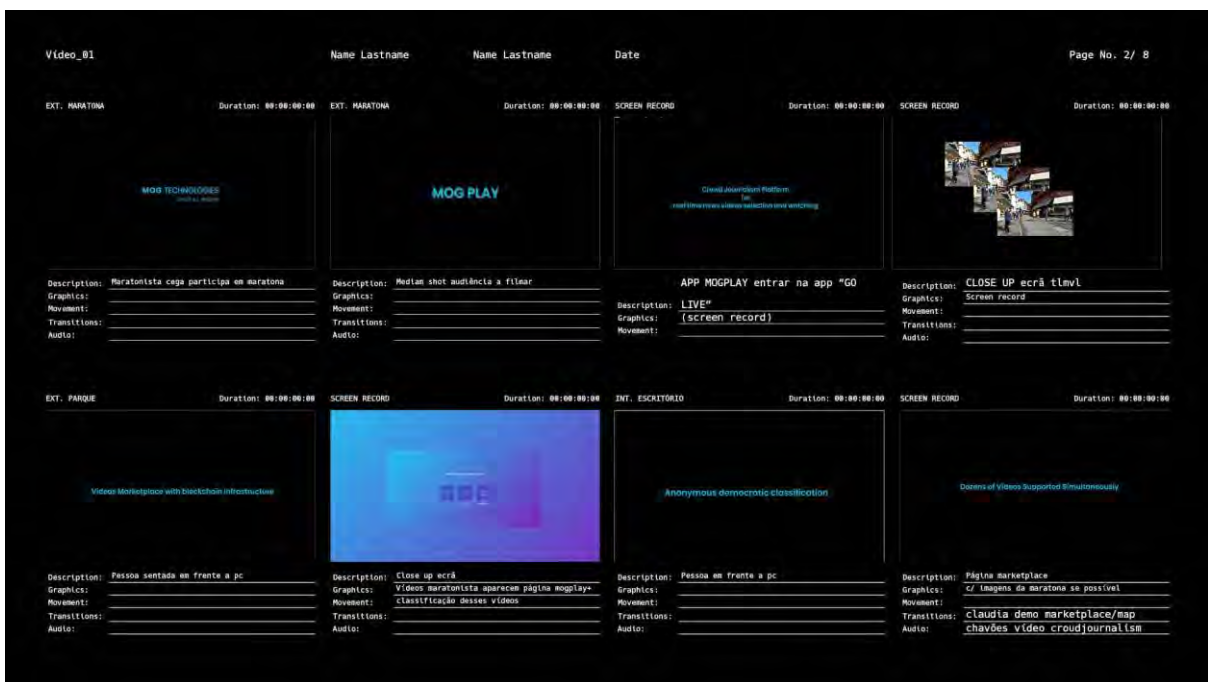 Vídeo_01 Name Lastname Name Lastname Date Page No. 2/ 8
EXT. MARATONA Duration: 00:00:00:00
MOG TECHNOLOGIES
Description: Maratonista cega participa em maratona
Graphics:
Movement:
Transitions:
Audio:
EXT. MARATONA Duration: 00:00:00:00
MOG PLAY
Description: Mediam shot audiência a filmar
Graphics:
Movement:
Transitions:
Audio:
SCREEN RECORD Duration: 00:00:00:00
Crowd Journalism Platform
for
real time news videos selection and watching
APP MOGPLAY entrar na app "GO
Description: LIVE"
Graphics: (screen record)
Movement:
SCREEN RECORD Duration: 00:00:00:00
Description: CLOSE UP ecrã tlmvl
Graphics: Screen record
Movement:
Transitions:
Audio:
EXT. PARQUE Duration: 00:00:00:00
Videos Marketplace with blockchain infrastructure
Description: Pessoa sentada em frente a pc
Graphics:
Movement:
Transitions:
Audio:
SCREEN RECORD Duration: 00:00:00:00
Description: Close up ecrã
Graphics: Vídeos maratonista aparecem página mogplay+
Movement: classificação desses vídeos
Transitions:
Audio:
INT. ESCRITÓRIO Duration: 00:00:00:00
Anonymous democratic classification
Description: Pessoa em frente a pc
Graphics:
Movement:
Transitions:
Audio:
SCREEN RECORD Duration: 00:00:00:00
Dozens of Videos Supported Simultaneously
Description: Página marketplace
Graphics: c/ imagens da maratona se possível
Movement:
Transitions: claudia demo marketplace/map
Audio: chavões vídeo croudjournalism